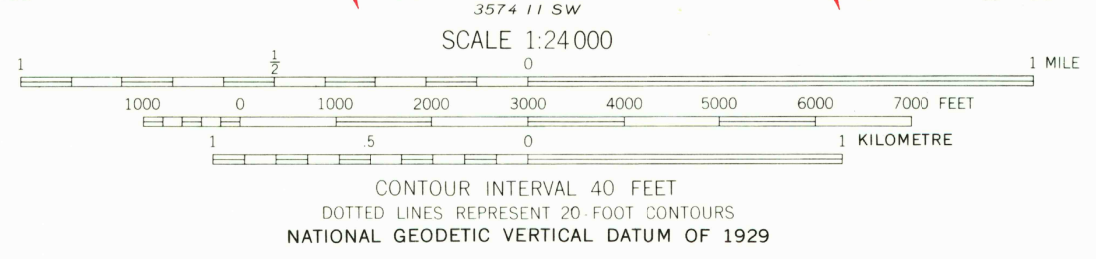 3574 II SW
SCALE 1:24 000
1 1/2 0 1 MILE
1000 0 1000 2000 3000 4000 5000 6000 7000 FEET
1 .5 0 1 KILOMETRE
CONTOUR INTERVAL 40 FEET
DOTTED LINES REPRESENT 20-FOOT CONTOURS
NATIONAL GEODETIC VERTICAL DATUM OF 1929